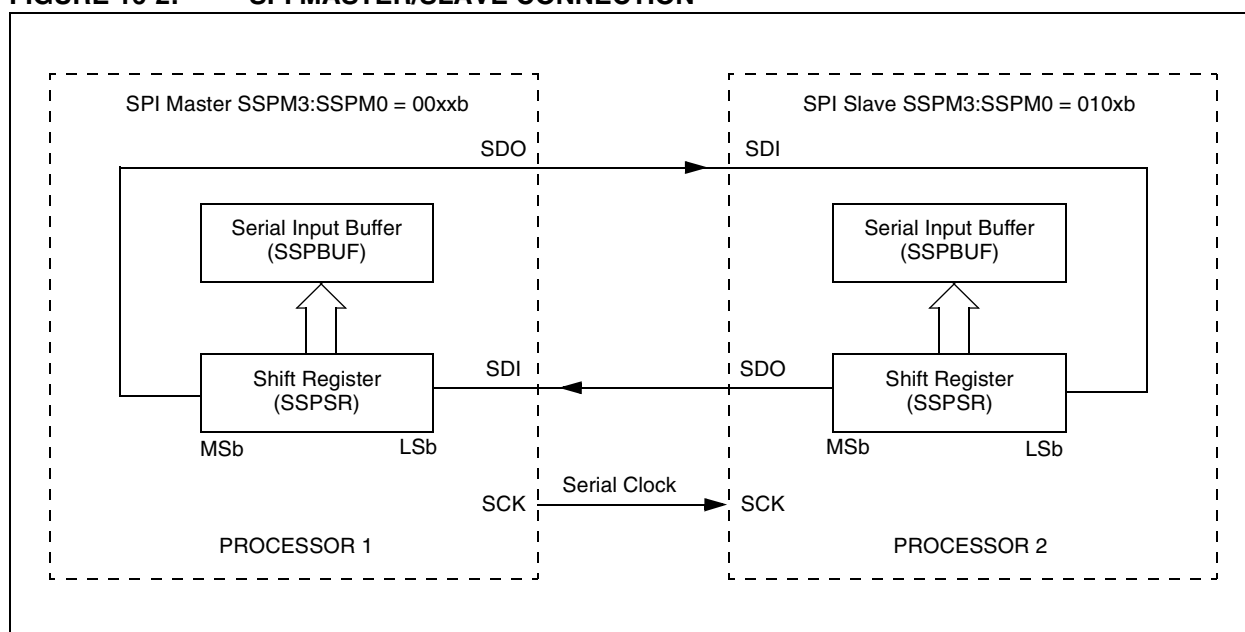 SPI Master SSPM3:SSPM0 = 00xxb
SDO
Serial Input Buffer
(SSPBUF)
Shift Register
(SSPSR)
MSb
LSb
SDI
SCK
PROCESSOR 1
Serial Clock
SPI Slave SSPM3:SSPM0 = 010xb
SDI
Serial Input Buffer
(SSPBUF)
SDO
Shift Register
(SSPSR)
MSb
LSb
SCK
PROCESSOR 2